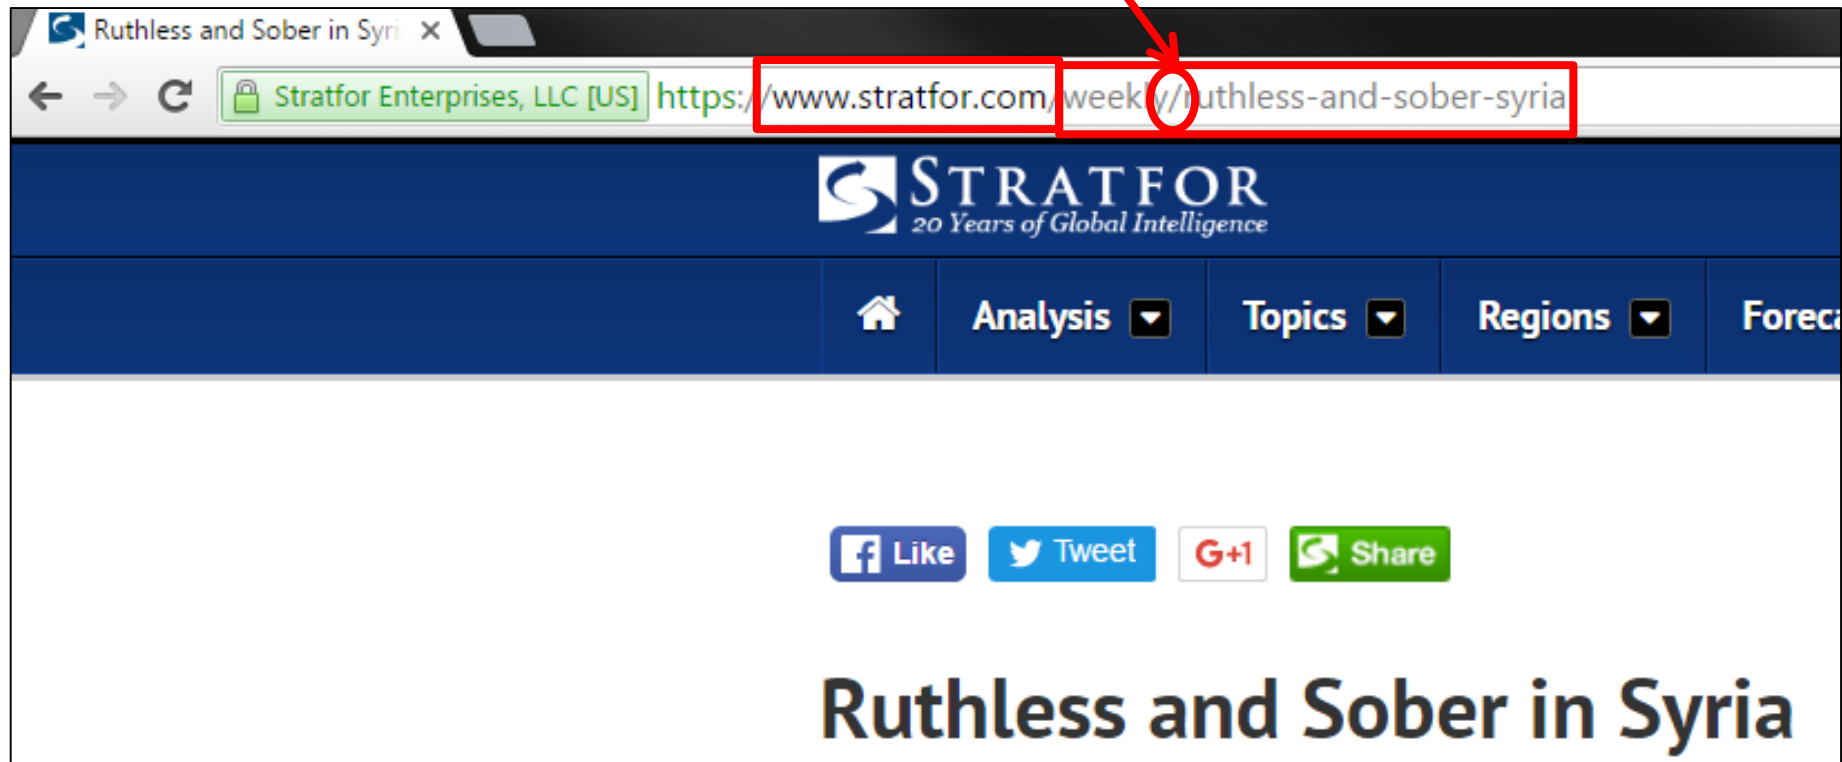 Ruthless and Sober in Syri
Stratfor Enterprises, LLC [US] https://www.stratfor.com/weekly/ruthless-and-sober-syria
STRATFOR
20 Years of Global Intelligence
Analysis Topics Regions Foreca
Like Tweet G+1 Share
Ruthless and Sober in Syria